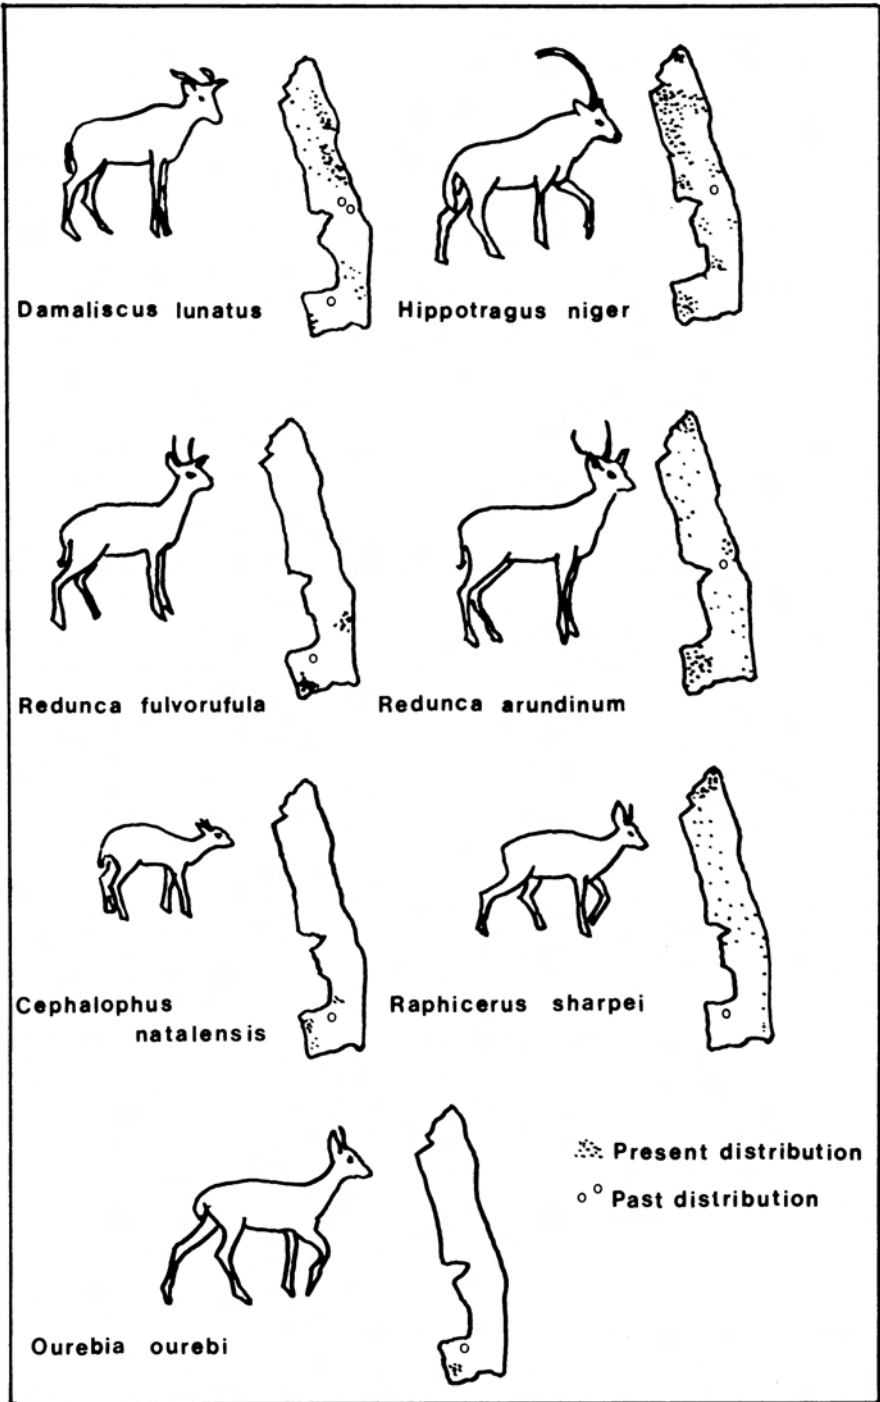 Damaliscus lunatus
Hippotragus niger
Redunca fulvorufula
Redunca arundinum
Cephalophus
natalensis
Raphicerus sharpei
Present distribution
Past distribution
Ourebia ourebi